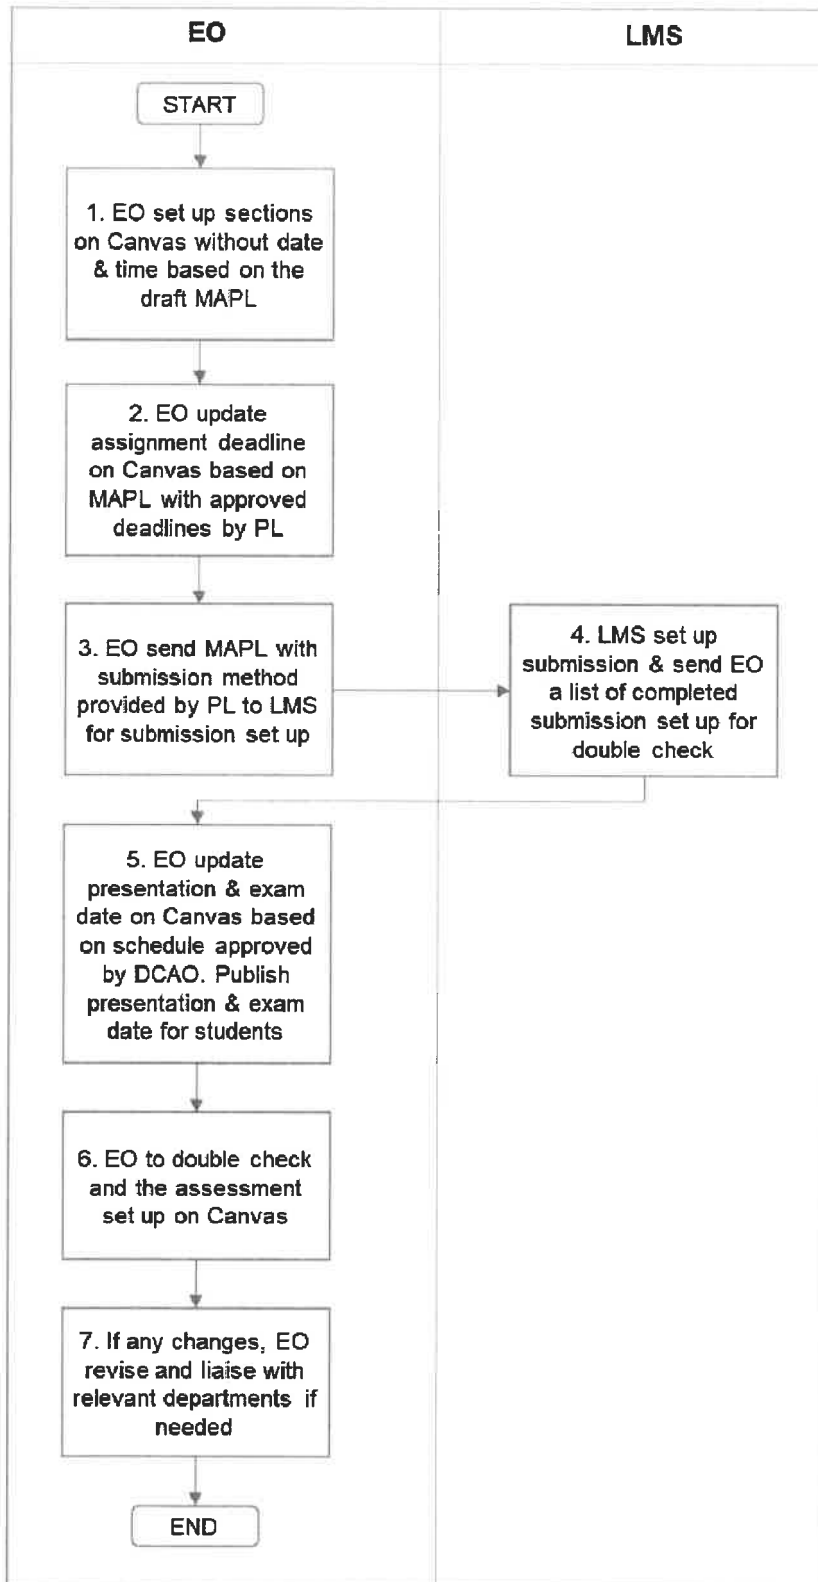 EO
LMS
START
1. EO set up sections
on Canvas without date
& time based on the
draft MAPL
2. EO update
assignment deadline
on Canvas based on
MAPL with approved
deadlines by PL
3. EO send MAPL with
submission method
provided by PL to LMS
for submission set up
4. LMS set up
submission & send EO
a list of completed
submission set up for
double check
5. EO update
presentation & exam
date on Canvas based
on schedule approved
by DCAO. Publish
presentation & exam
date for students
6. EO to double check
and the assessment
set up on Canvas
7. If any changes, EO
revise and liaise with
relevant departments if
needed
END